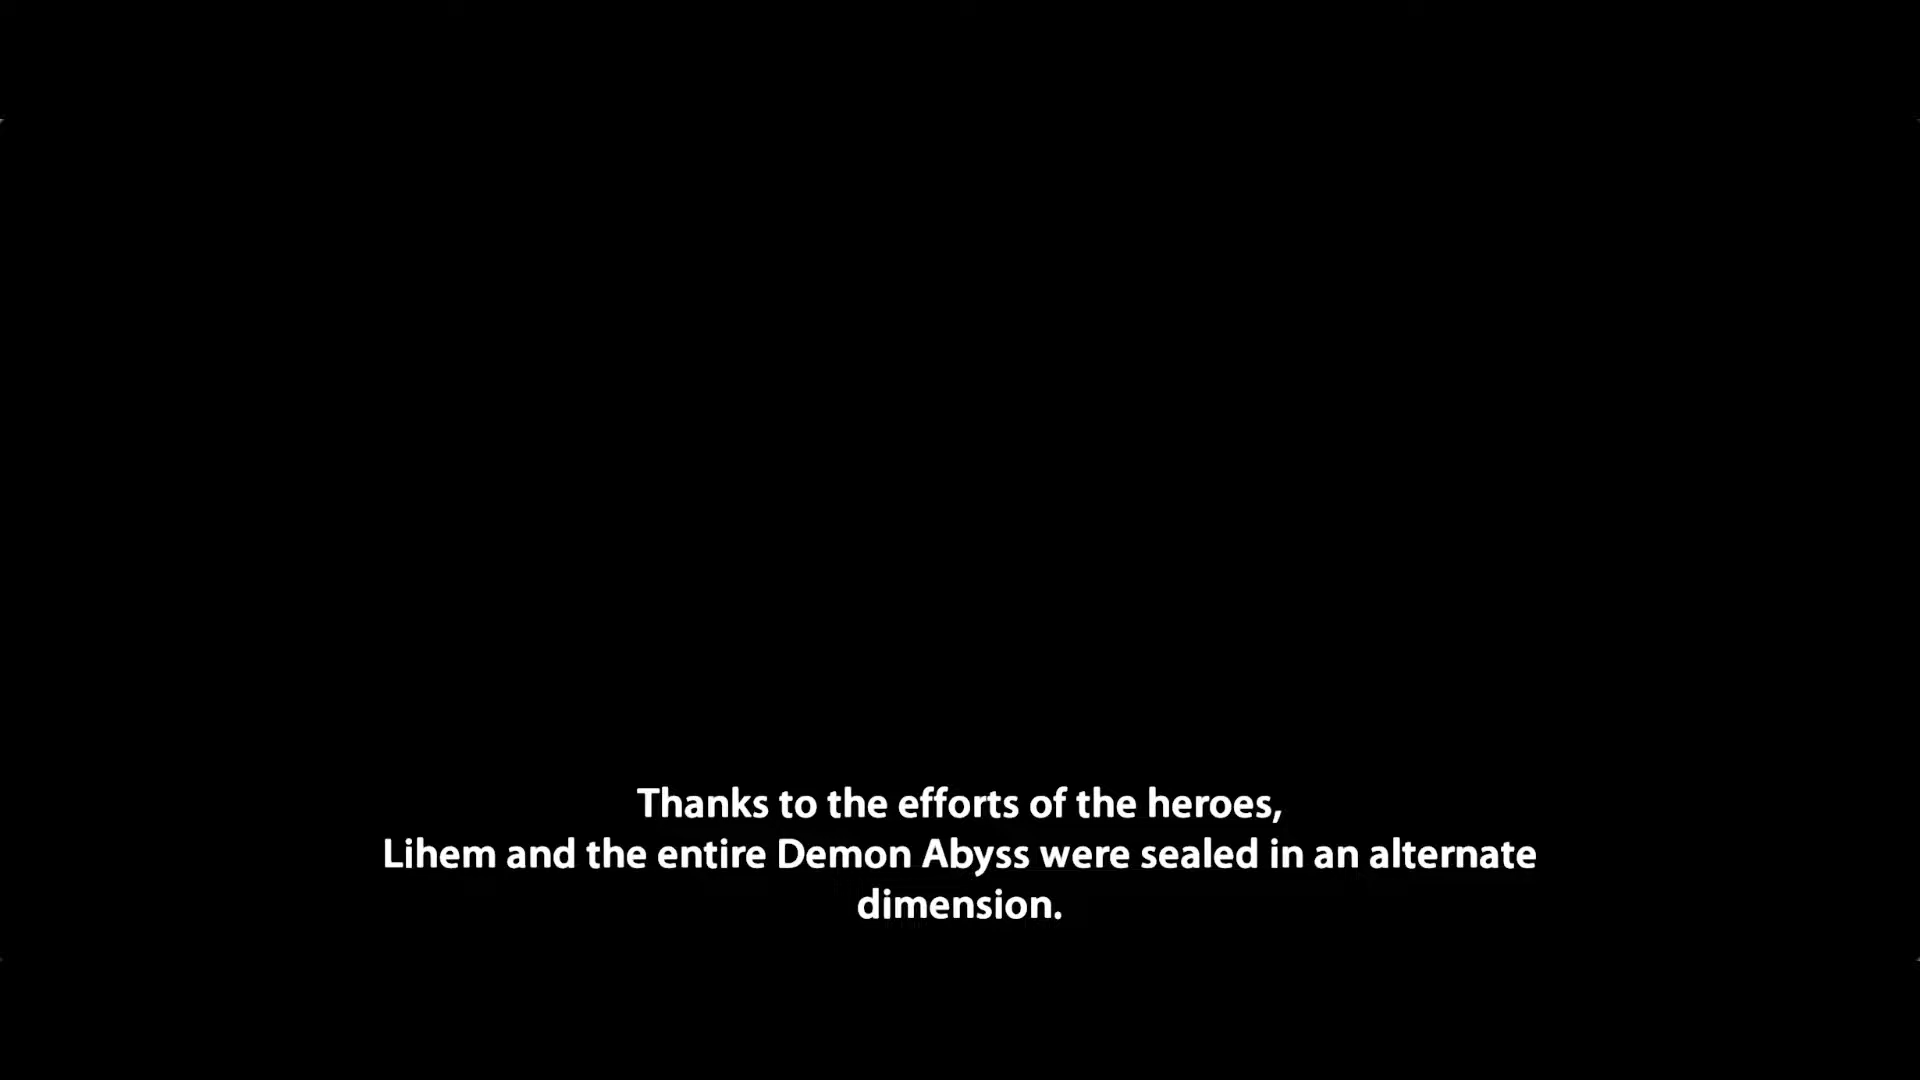 Thanks to the efforts of the heroes,
Lihem and the entire Demon Abyss were sealed in an alternate
dimension.